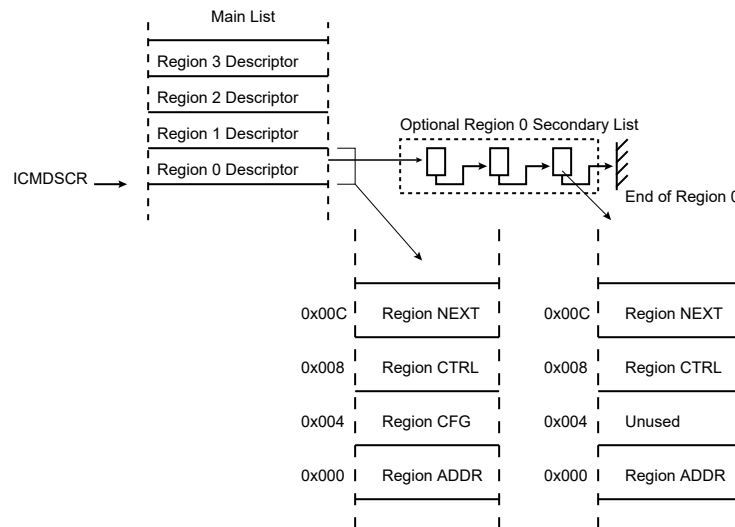 Main List
Region 3 Descriptor
Region 2 Descriptor
Region 1 Descriptor
Region 0 Descriptor
ICMDSCR
Optional Region 0 Secondary List
End of Region 0
0x00C Region NEXT
0x008 Region CTRL
0x004 Region CFG
0x000 Region ADDR
0x00C Region NEXT
0x008 Region CTRL
0x004 Unused
0x000 Region ADDR